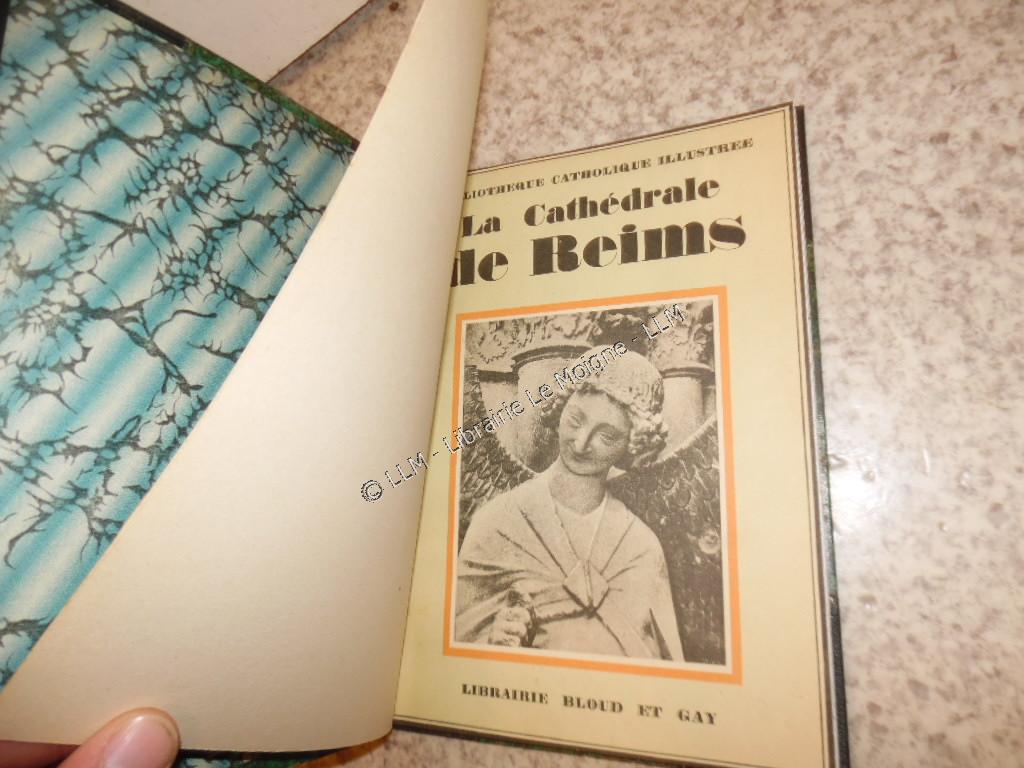 LIOTHEQUE CATHOLIQUE ILLUSTREE
La Cathédrale
de Reims
© LLM - Librairie Le Moigne - LLM
LIBRAIRIE BLOUD ET GAY